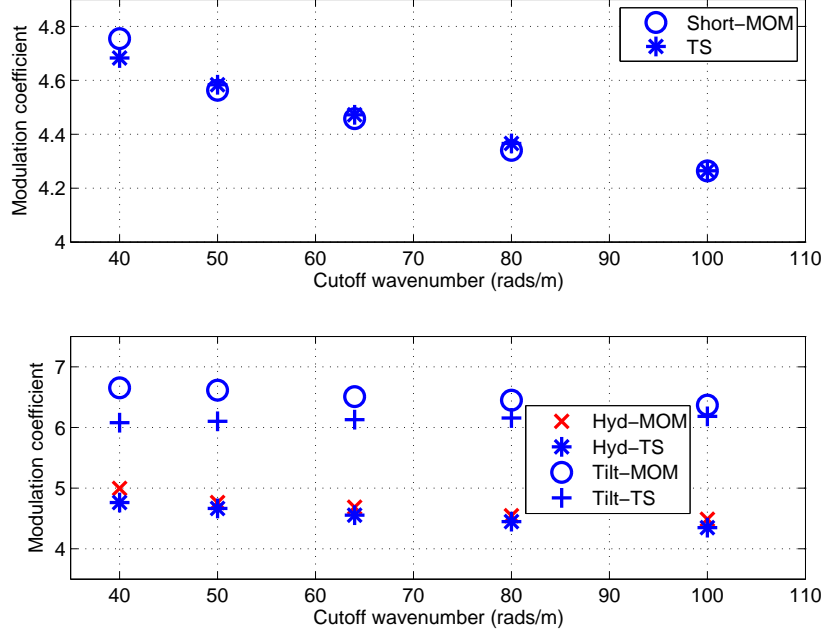 4.8
4.6
4.4
4.2
4
Modulation coefficient
Short−MOM
TS
40 50 60 70 80 90 100 110
Cutoff wavenumber (rads/m)
7
6
5
4
Modulation coefficient
Hyd−MOM
Hyd−TS
Tilt−MOM
Tilt−TS
40 50 60 70 80 90 100 110
Cutoff wavenumber (rads/m)